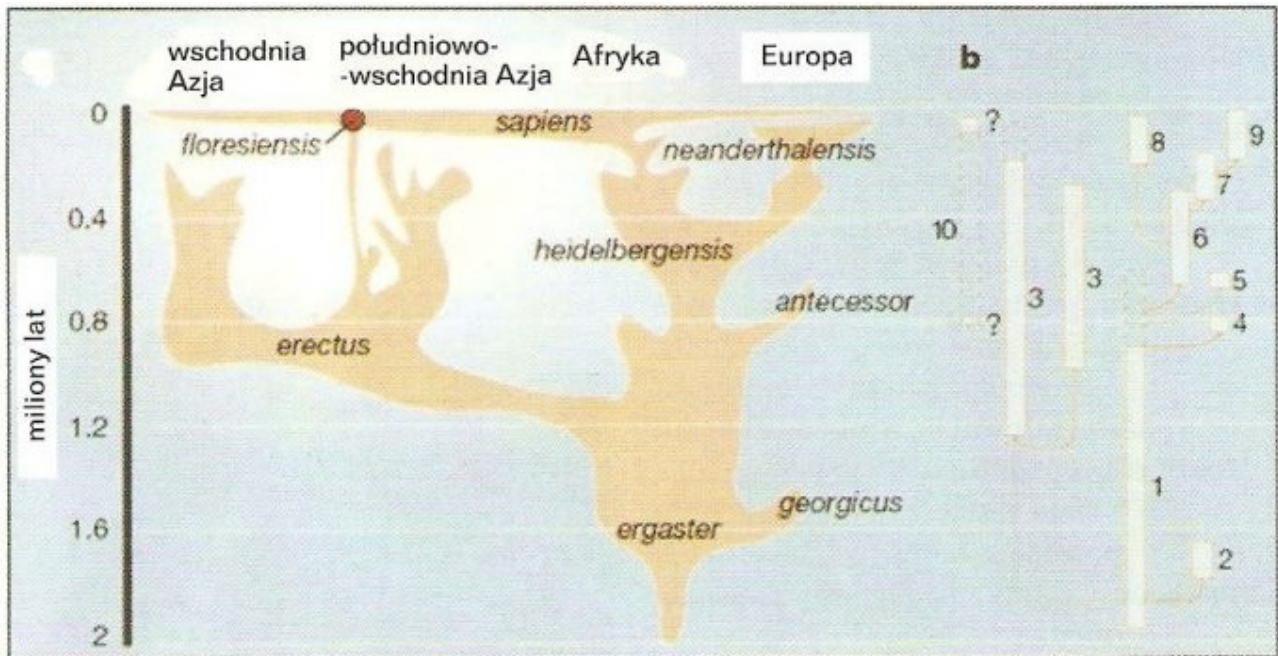 wschodnia
Azja
południowo-
-wschodnia Azja
Afryka
Europa
b
miliony lat
0
0.4
0.8
1.2
1.6
2
sapiens
floresiensis
neanderthalensis
heidelbergensis
antecessor
erectus
georgicus
ergaster
?
8
9
7
10
6
3
3
5
?
4
1
2